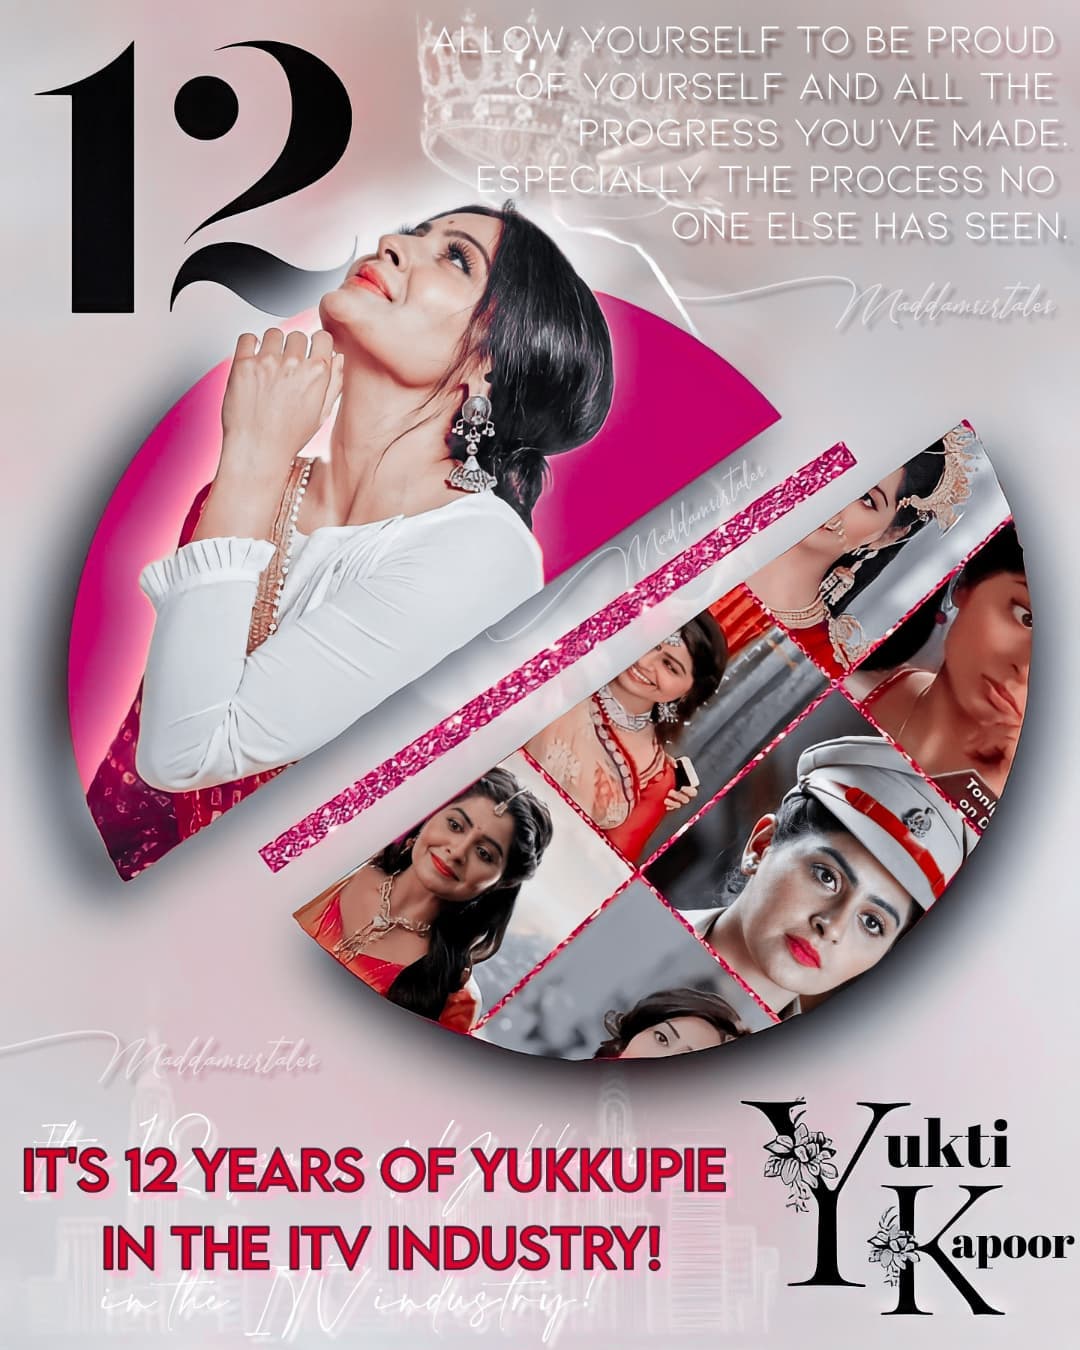 12
ALLOW YOURSELF TO BE PROUD
OF YOURSELF AND ALL THE
PROGRESS YOU'VE MADE.
ESPECIALLY THE PROCESS NO
ONE ELSE HAS SEEN.
Maddamsirtales
Maddamsirtales
on D
Maddamsirtales
IT'S 12 YEARS OF YUKKUPIE
IN THE ITV INDUSTRY!
in the ITV industry!
Yukti
Kapoor